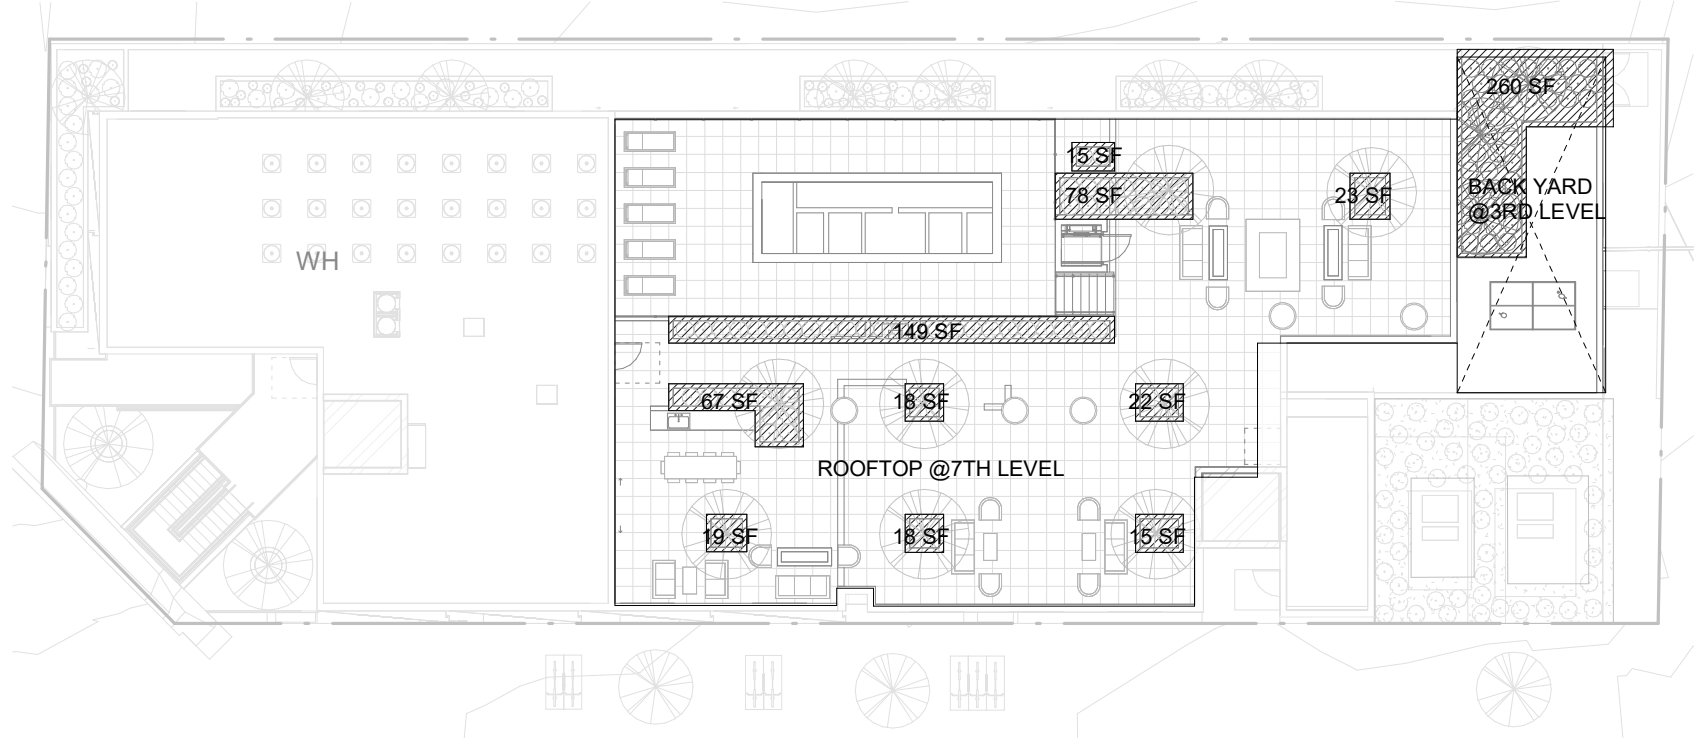 260 SF
15 SF
78 SF
23 SF
BACK YARD
@3RD LEVEL
WH
149 SF
67 SF
18 SF
22 SF
ROOFTOP @7TH LEVEL
19 SF
18 SF
15 SF